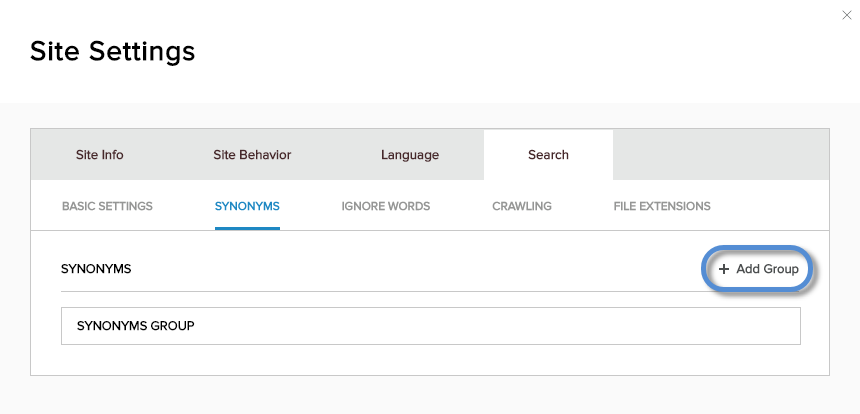 Site Settings
Site Info Site Behavior Language Search
BASIC SETTINGS SYNONYMS IGNORE WORDS CRAWLING FILE EXTENSIONS
SYNONYMS + Add Group
SYNONYMS GROUP